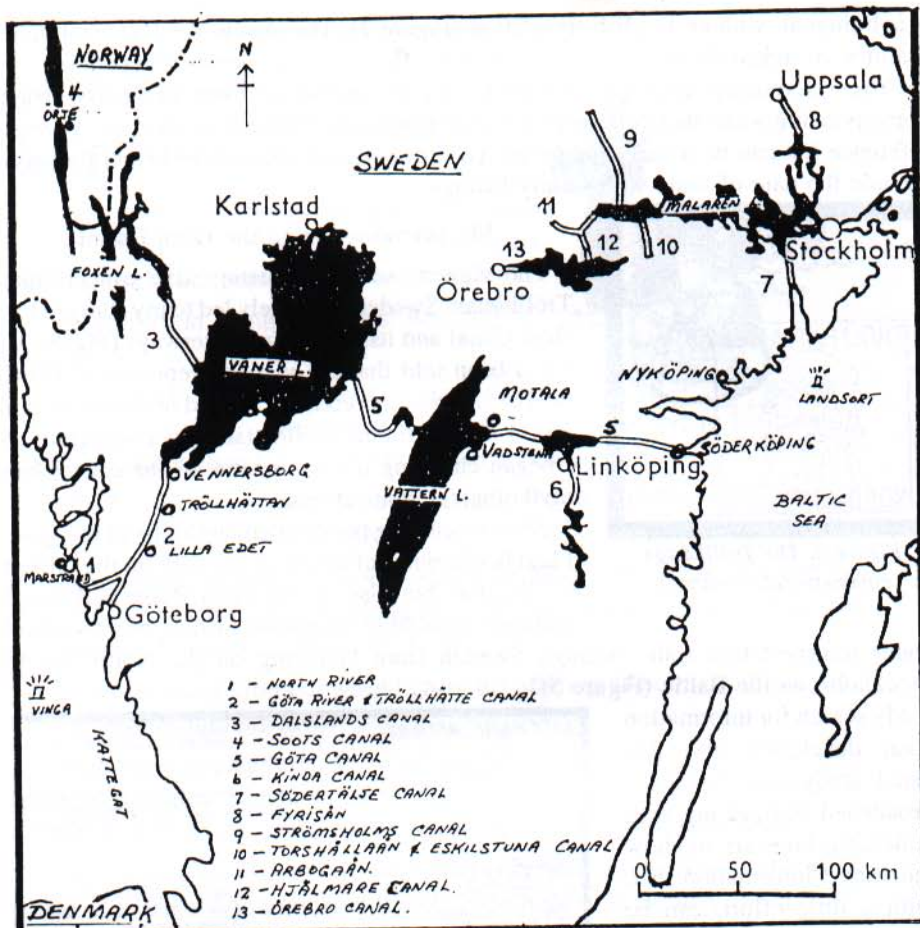 NORWAY
4
ÖRJE
N
SWEDEN
Karlstad
FOXEN L
3
VANER L
5
VENNERSBORG
TRÖLLHÄTTAN
2
LILLA EDET
MARSTRAND
1
Göteborg
VINGA
KATTEGAT
DENMARK
Uppsala
8
9
MALAREN
11
12
10
Stockholm
13
Örebro
7
NYKÖPING
LANDSORT
MOTALA
VADSTENA
5
SÖDERKÖPING
Linköping
6
VATTERN L
BALTIC
SEA
1 - NORTH RIVER
2 - GÖTA RIVER & TRÖLLHÄTTE CANAL
3 - DALSLANDS CANAL
4 - SOOTS CANAL
5 - GÖTA CANAL
6 - KINDA CANAL
7 - SÖDERTÄLJE CANAL
8 - FYRISÅN
9 - STRÖMSHOLMS CANAL
10 - TORSHÄLLAÅN & ESKILSTUNA CANAL
11 - ARBOGAÅN.
12 - HJÄLMARE CANAL.
13 - ÖREBRO CANAL.
0 50 100 km